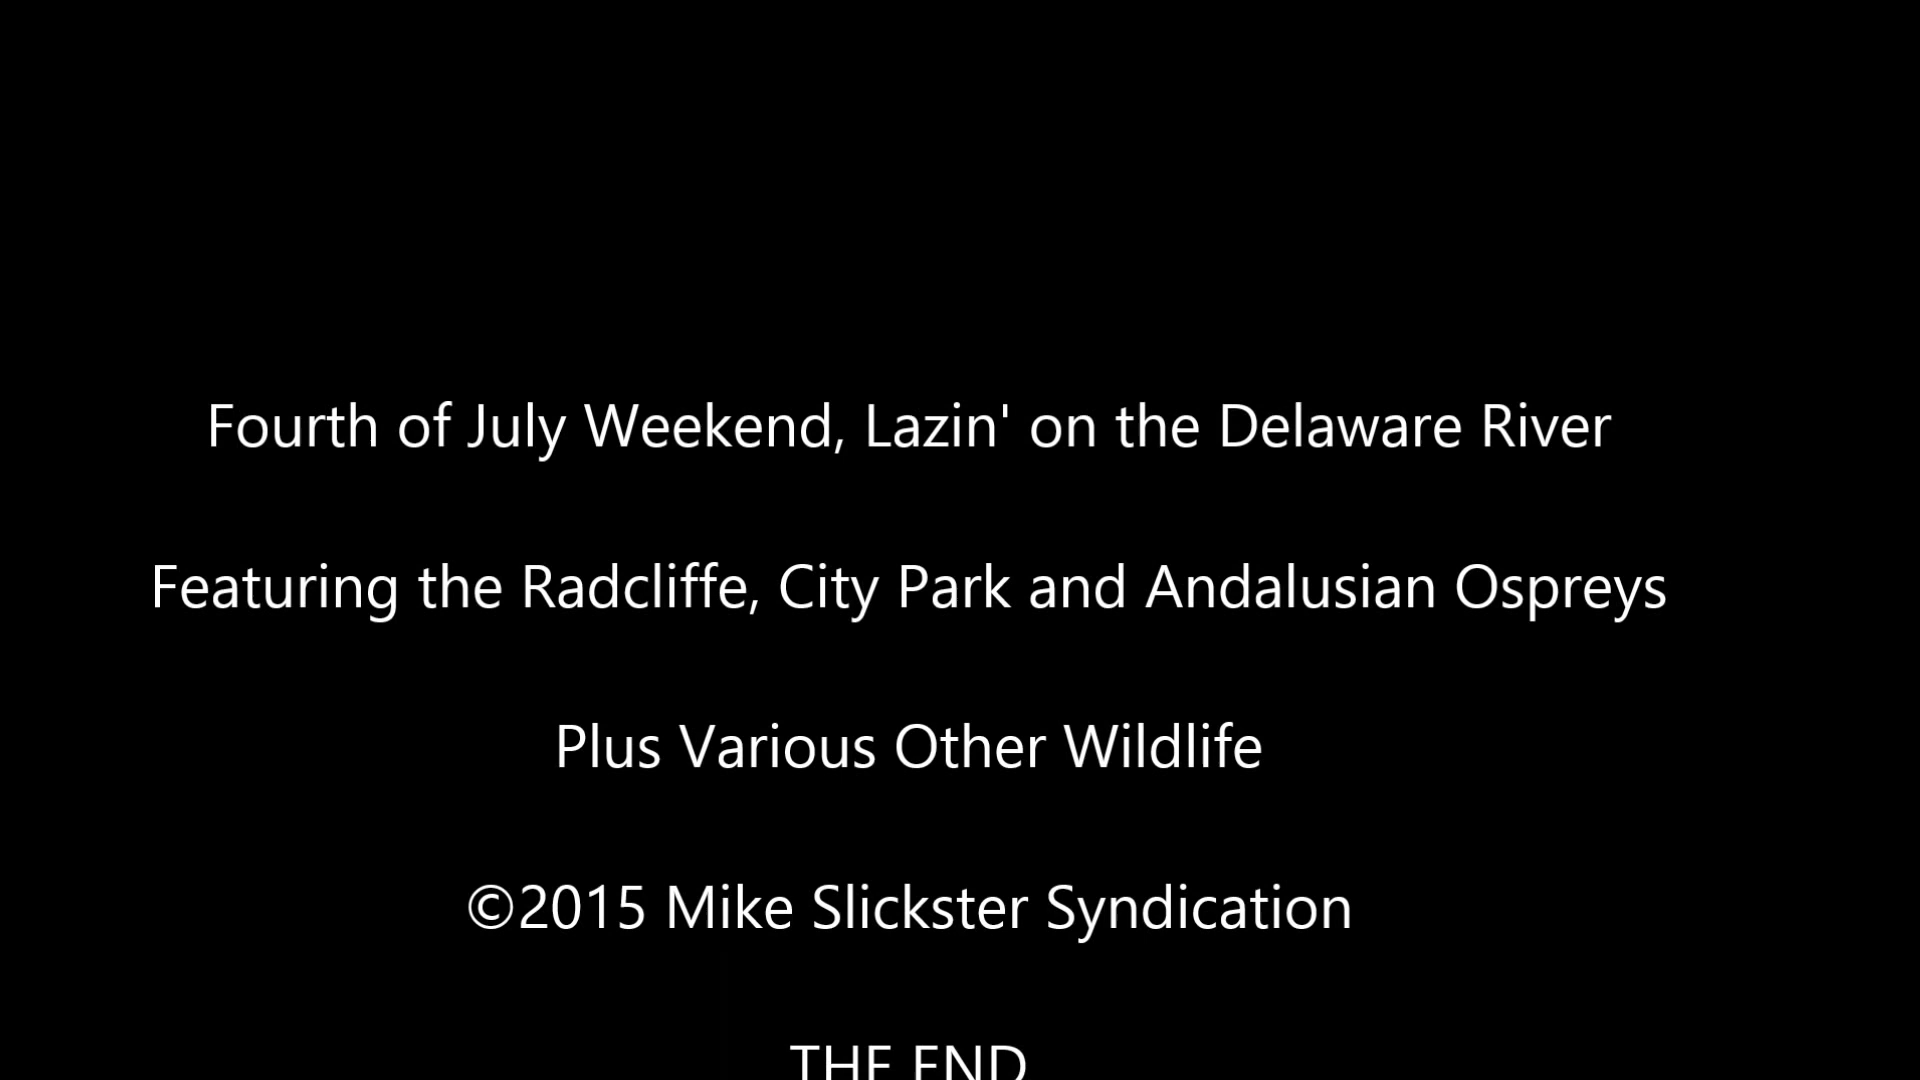 Fourth of July Weekend, Lazin' on the Delaware River
Featuring the Radcliffe, City Park and Andalusian Ospreys
Plus Various Other Wildlife
©2015 Mike Slickster Syndication
THE END